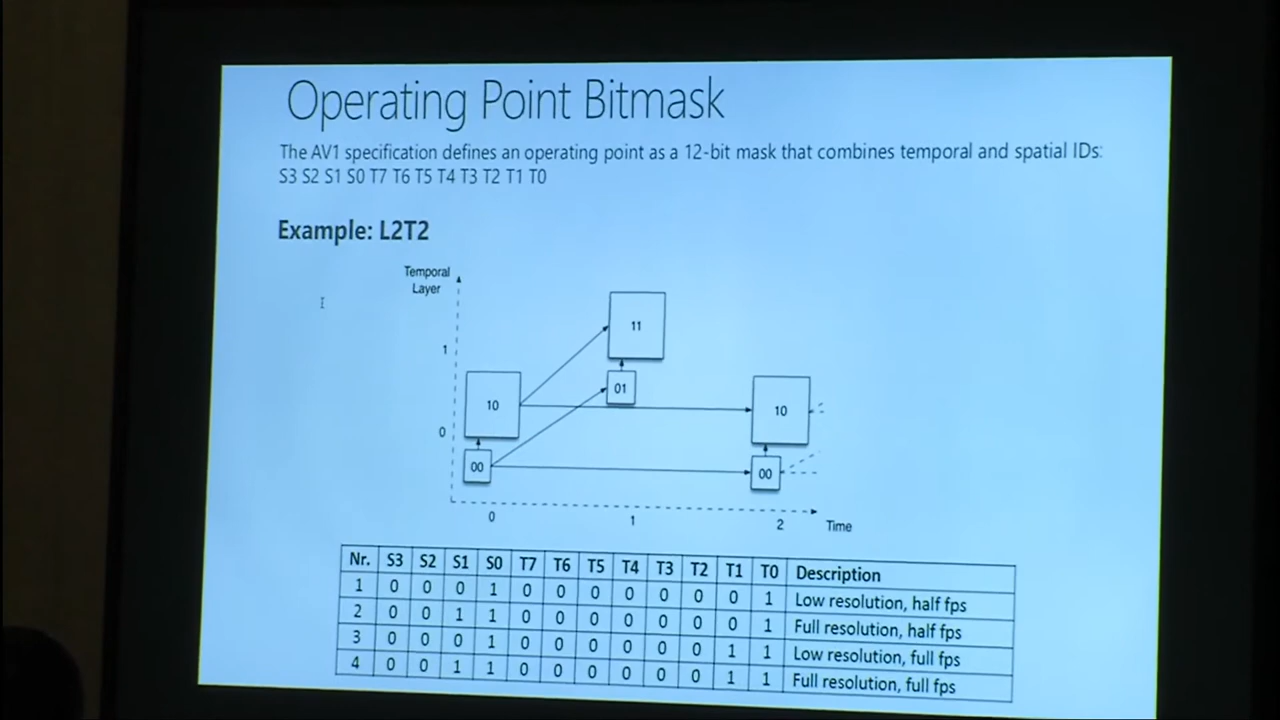 Operating Point Bitmask
The AV1 specification defines an operating point as a 12-bit mask that combines temporal and spatial IDs:
S3 S2 S1 S0 T7 T6 T5 T4 T3 T2 T1 T0
Example: L2T2
Temporal
Layer
11
1
01
10
10
0
00
00
0 1 2 Time
Nr. S3 S2 S1 S0 T7 T6 T5 T4 T3 T2 T1 T0 Description
1 0 0 0 1 0 0 0 0 0 0 0 1 Low resolution, half fps
2 0 0 1 1 0 0 0 0 0 0 0 1 Full resolution, half fps
3 0 0 0 1 0 0 0 0 0 0 1 1 Low resolution, full fps
4 0 0 1 1 0 0 0 0 0 0 1 1 Full resolution, full fps